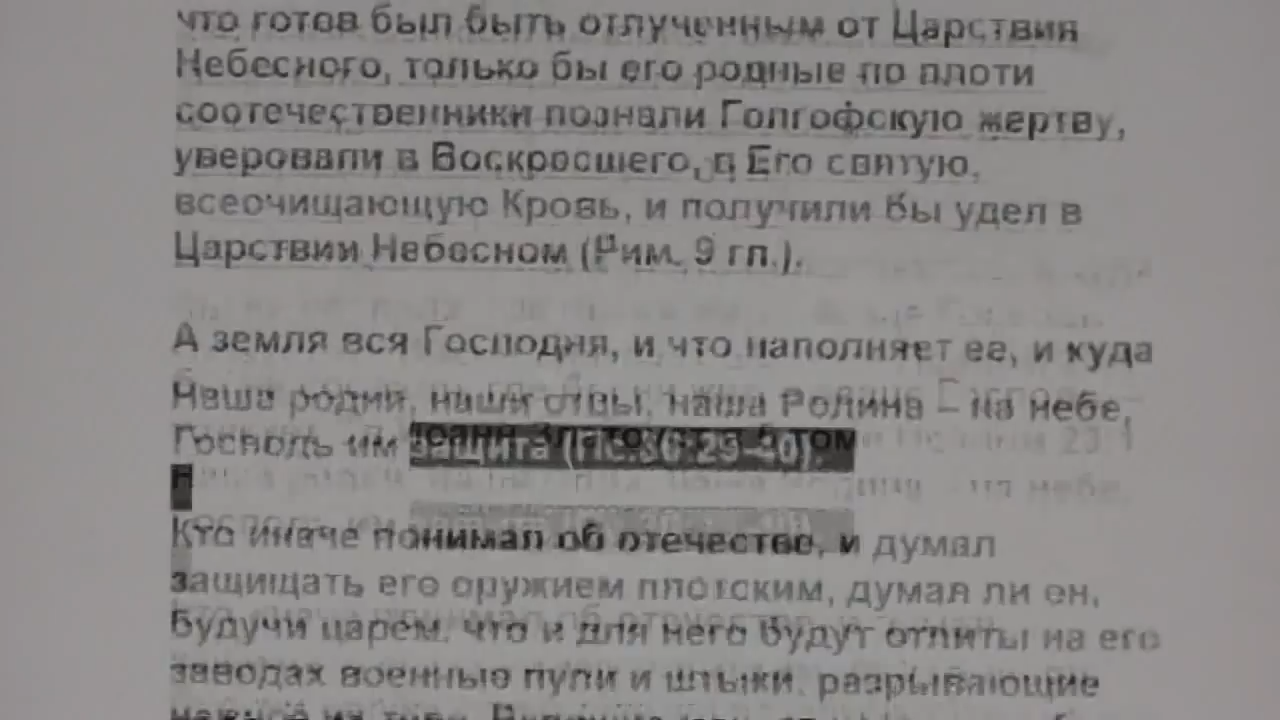 что готов был быть отлученным от Царствия
Небесного, только бы его родные по плоти
соотечественники познали Голгофскую жертву,
уверовали в Воскресшего, в Его святую,
всеочищающую Кровь, и получили бы удел в
Царствии Небесном (Рим. 9 гл.).
А земля вся Господня, и что наполняет ее, и куда
Наша родня, наши отцы, наша Родина – на небе,
Господь им защита
Кто иначе понимал об отечестве, и думал
защищать его оружием плотским, думал ли он,
будучи царем, что и для него будут отлиты на его
заводах военные пули и штыки, разрывающие